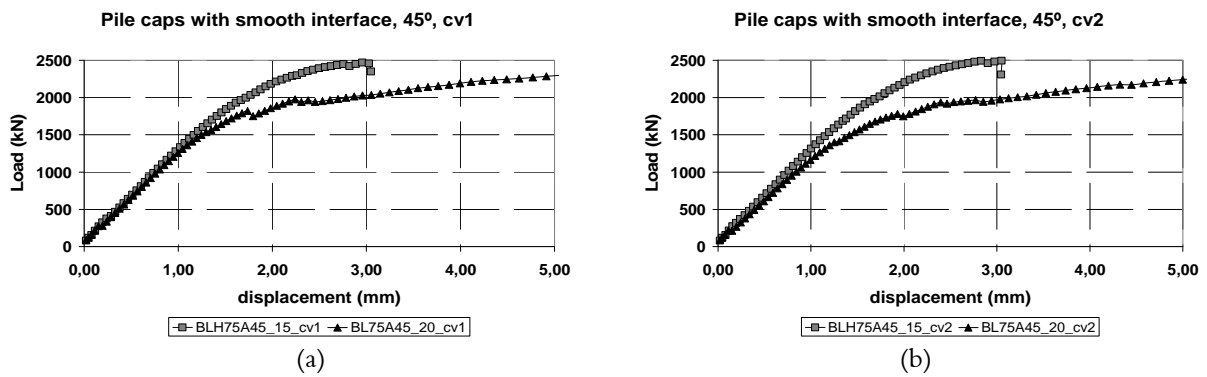 Pile caps with smooth interface, 45º, cv1
2500
2000
1500
1000
500
0
Load (kN)
0,00 1,00 2,00 3,00 4,00 5,00
displacement (mm)
BLH75A45_15_cv1 BL75A45_20_cv1
(a)
Pile caps with smooth interface, 45º, cv2
2500
2000
1500
1000
500
0
Load (kN)
0,00 1,00 2,00 3,00 4,00 5,00
displacement (mm)
BLH75A45_15_cv2 BL75A45_20_cv2
(b)